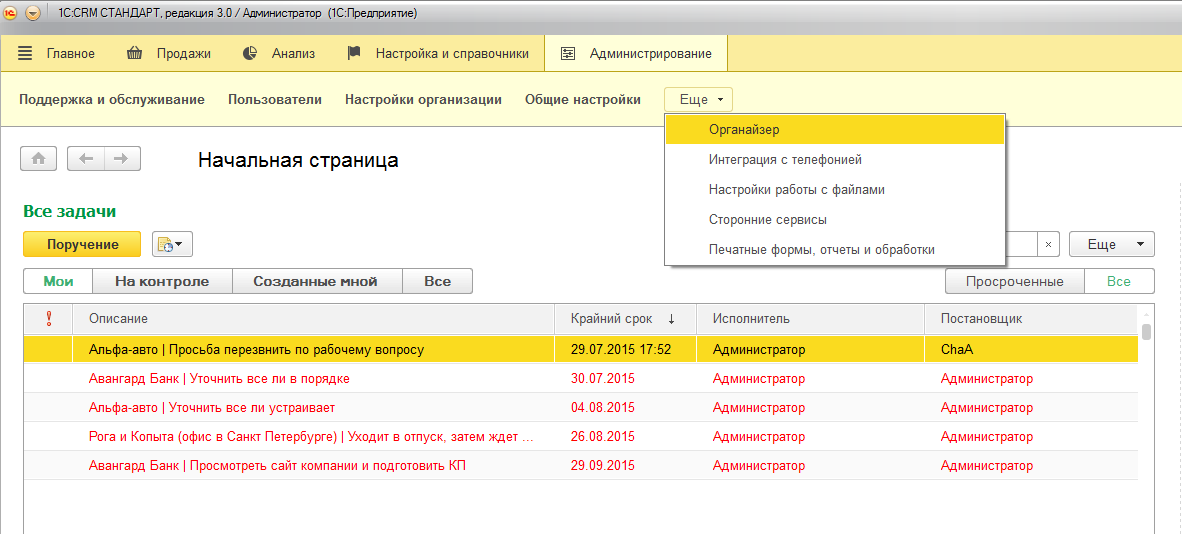 1С:CRM СТАНДАРТ, редакция 3.0 / Администратор (1С:Предприятие)
Главное Продажи Анализ Настройка и справочники Администрирование
Поддержка и обслуживание Пользователи Настройки организации Общие настройки Еще
Органайзер
Интеграция с телефонией
Настройки работы с файлами
Сторонние сервисы
Печатные формы, отчеты и обработки
Начальная страница
Все задачи
Поручение Еще
Мои На контроле Созданные мной Все Просроченные Все
Описание Крайний срок ↓ Исполнитель Постановщик
Альфа-авто | Просьба перезвнить по рабочему вопросу 29.07.2015 17:52 Администратор ChaA
Авангард Банк | Уточнить все ли в порядке 30.07.2015 Администратор Администратор
Альфа-авто | Уточнить все ли устраивает 04.08.2015 Администратор Администратор
Рога и Копыта (офис в Санкт Петербурге) | Уходит в отпуск, затем ждет ... 26.08.2015 Администратор Администратор
Авангард Банк | Просмотреть сайт компании и подготовить КП 29.09.2015 Администратор Администратор